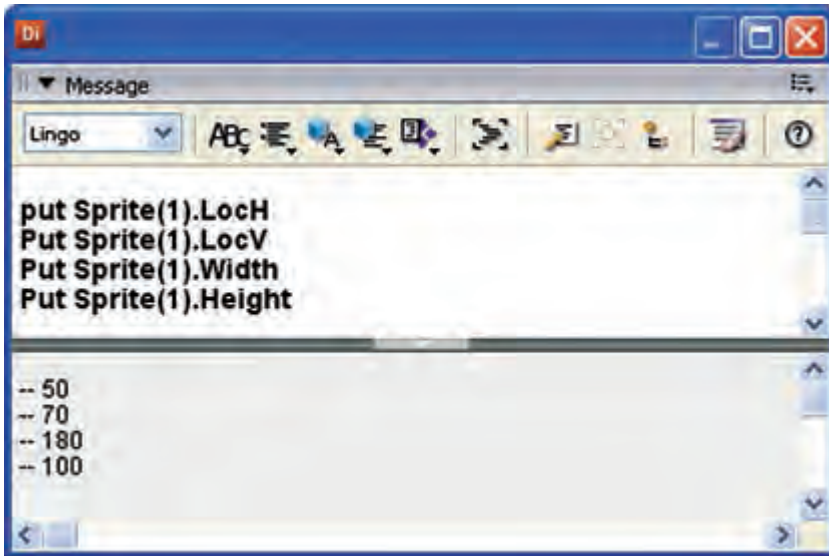 Di
Message
Lingo
put Sprite(1).LocH
Put Sprite(1).LocV
Put Sprite(1).Width
Put Sprite(1).Height
-- 50
-- 70
-- 180
-- 100